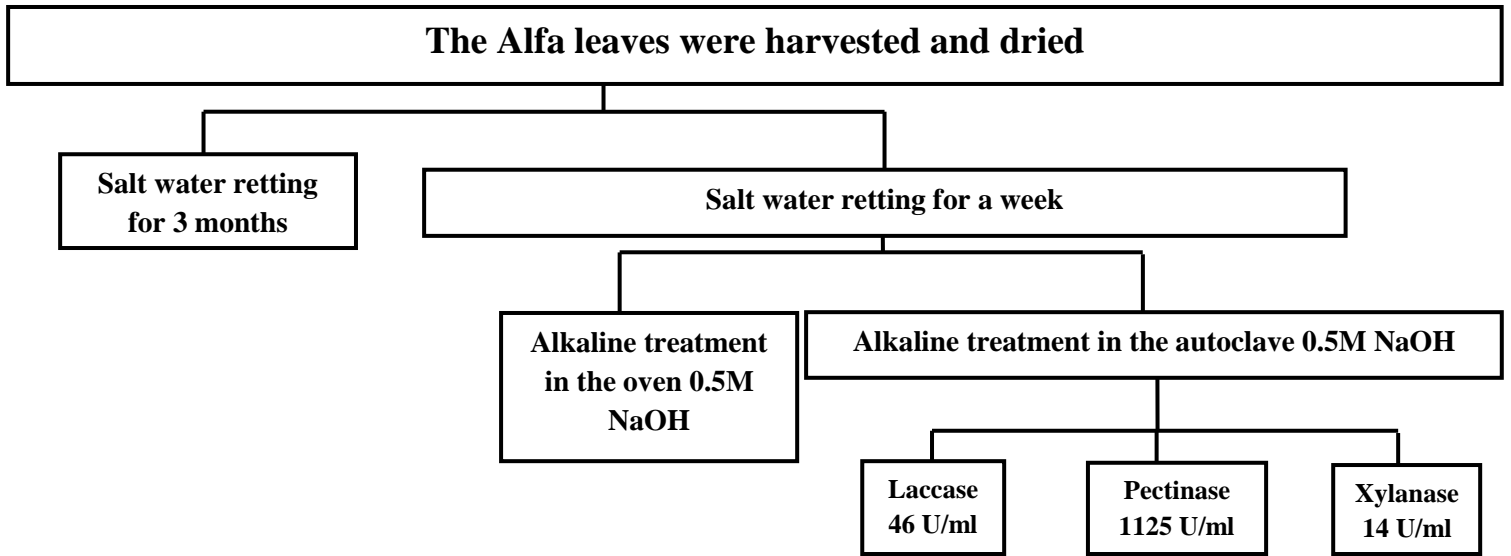 The Alfa leaves were harvested and dried
Salt water retting
for 3 months
Salt water retting for a week
Alkaline treatment
in the oven 0.5M
NaOH
Alkaline treatment in the autoclave 0.5M NaOH
Laccase
46 U/ml
Pectinase
1125 U/ml
Xylanase
14 U/ml